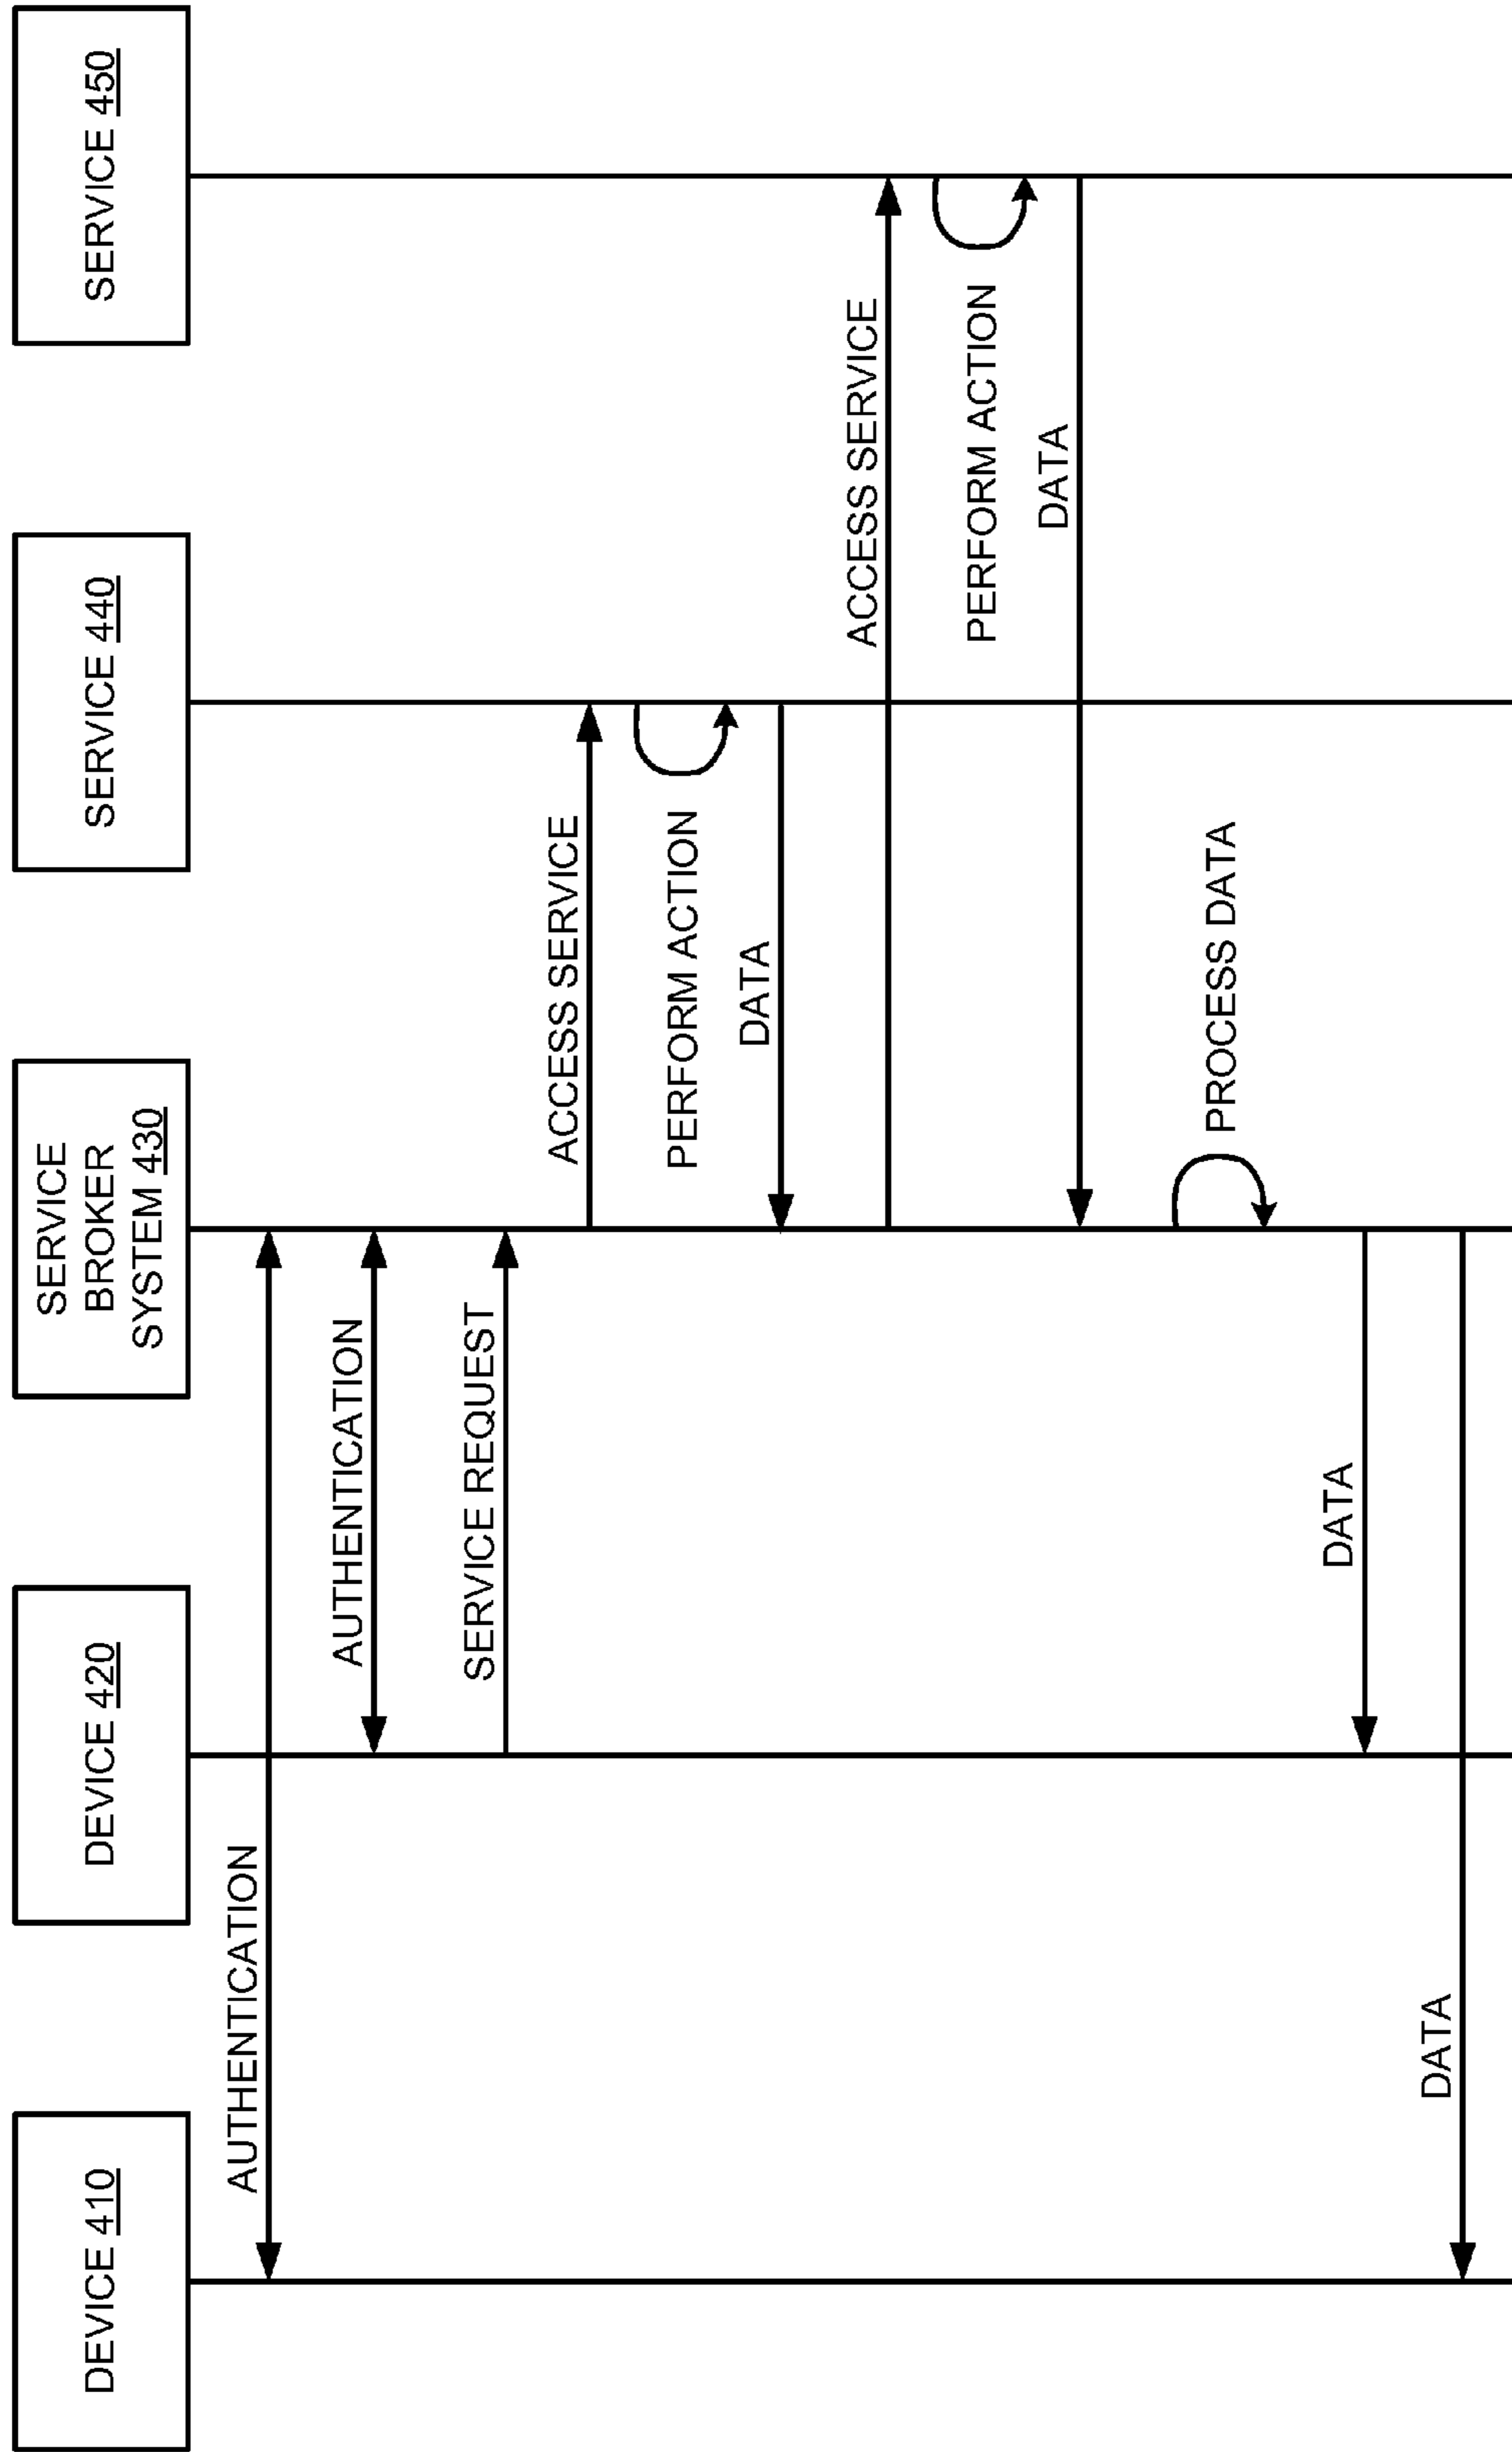 DEVICE 410
DEVICE 420
SERVICE
BROKER
SYSTEM 430
SERVICE 440
SERVICE 450
AUTHENTICATION
AUTHENTICATION
SERVICE REQUEST
ACCESS SERVICE
PERFORM ACTION
DATA
ACCESS SERVICE
PERFORM ACTION
DATA
PROCESS DATA
DATA
DATA